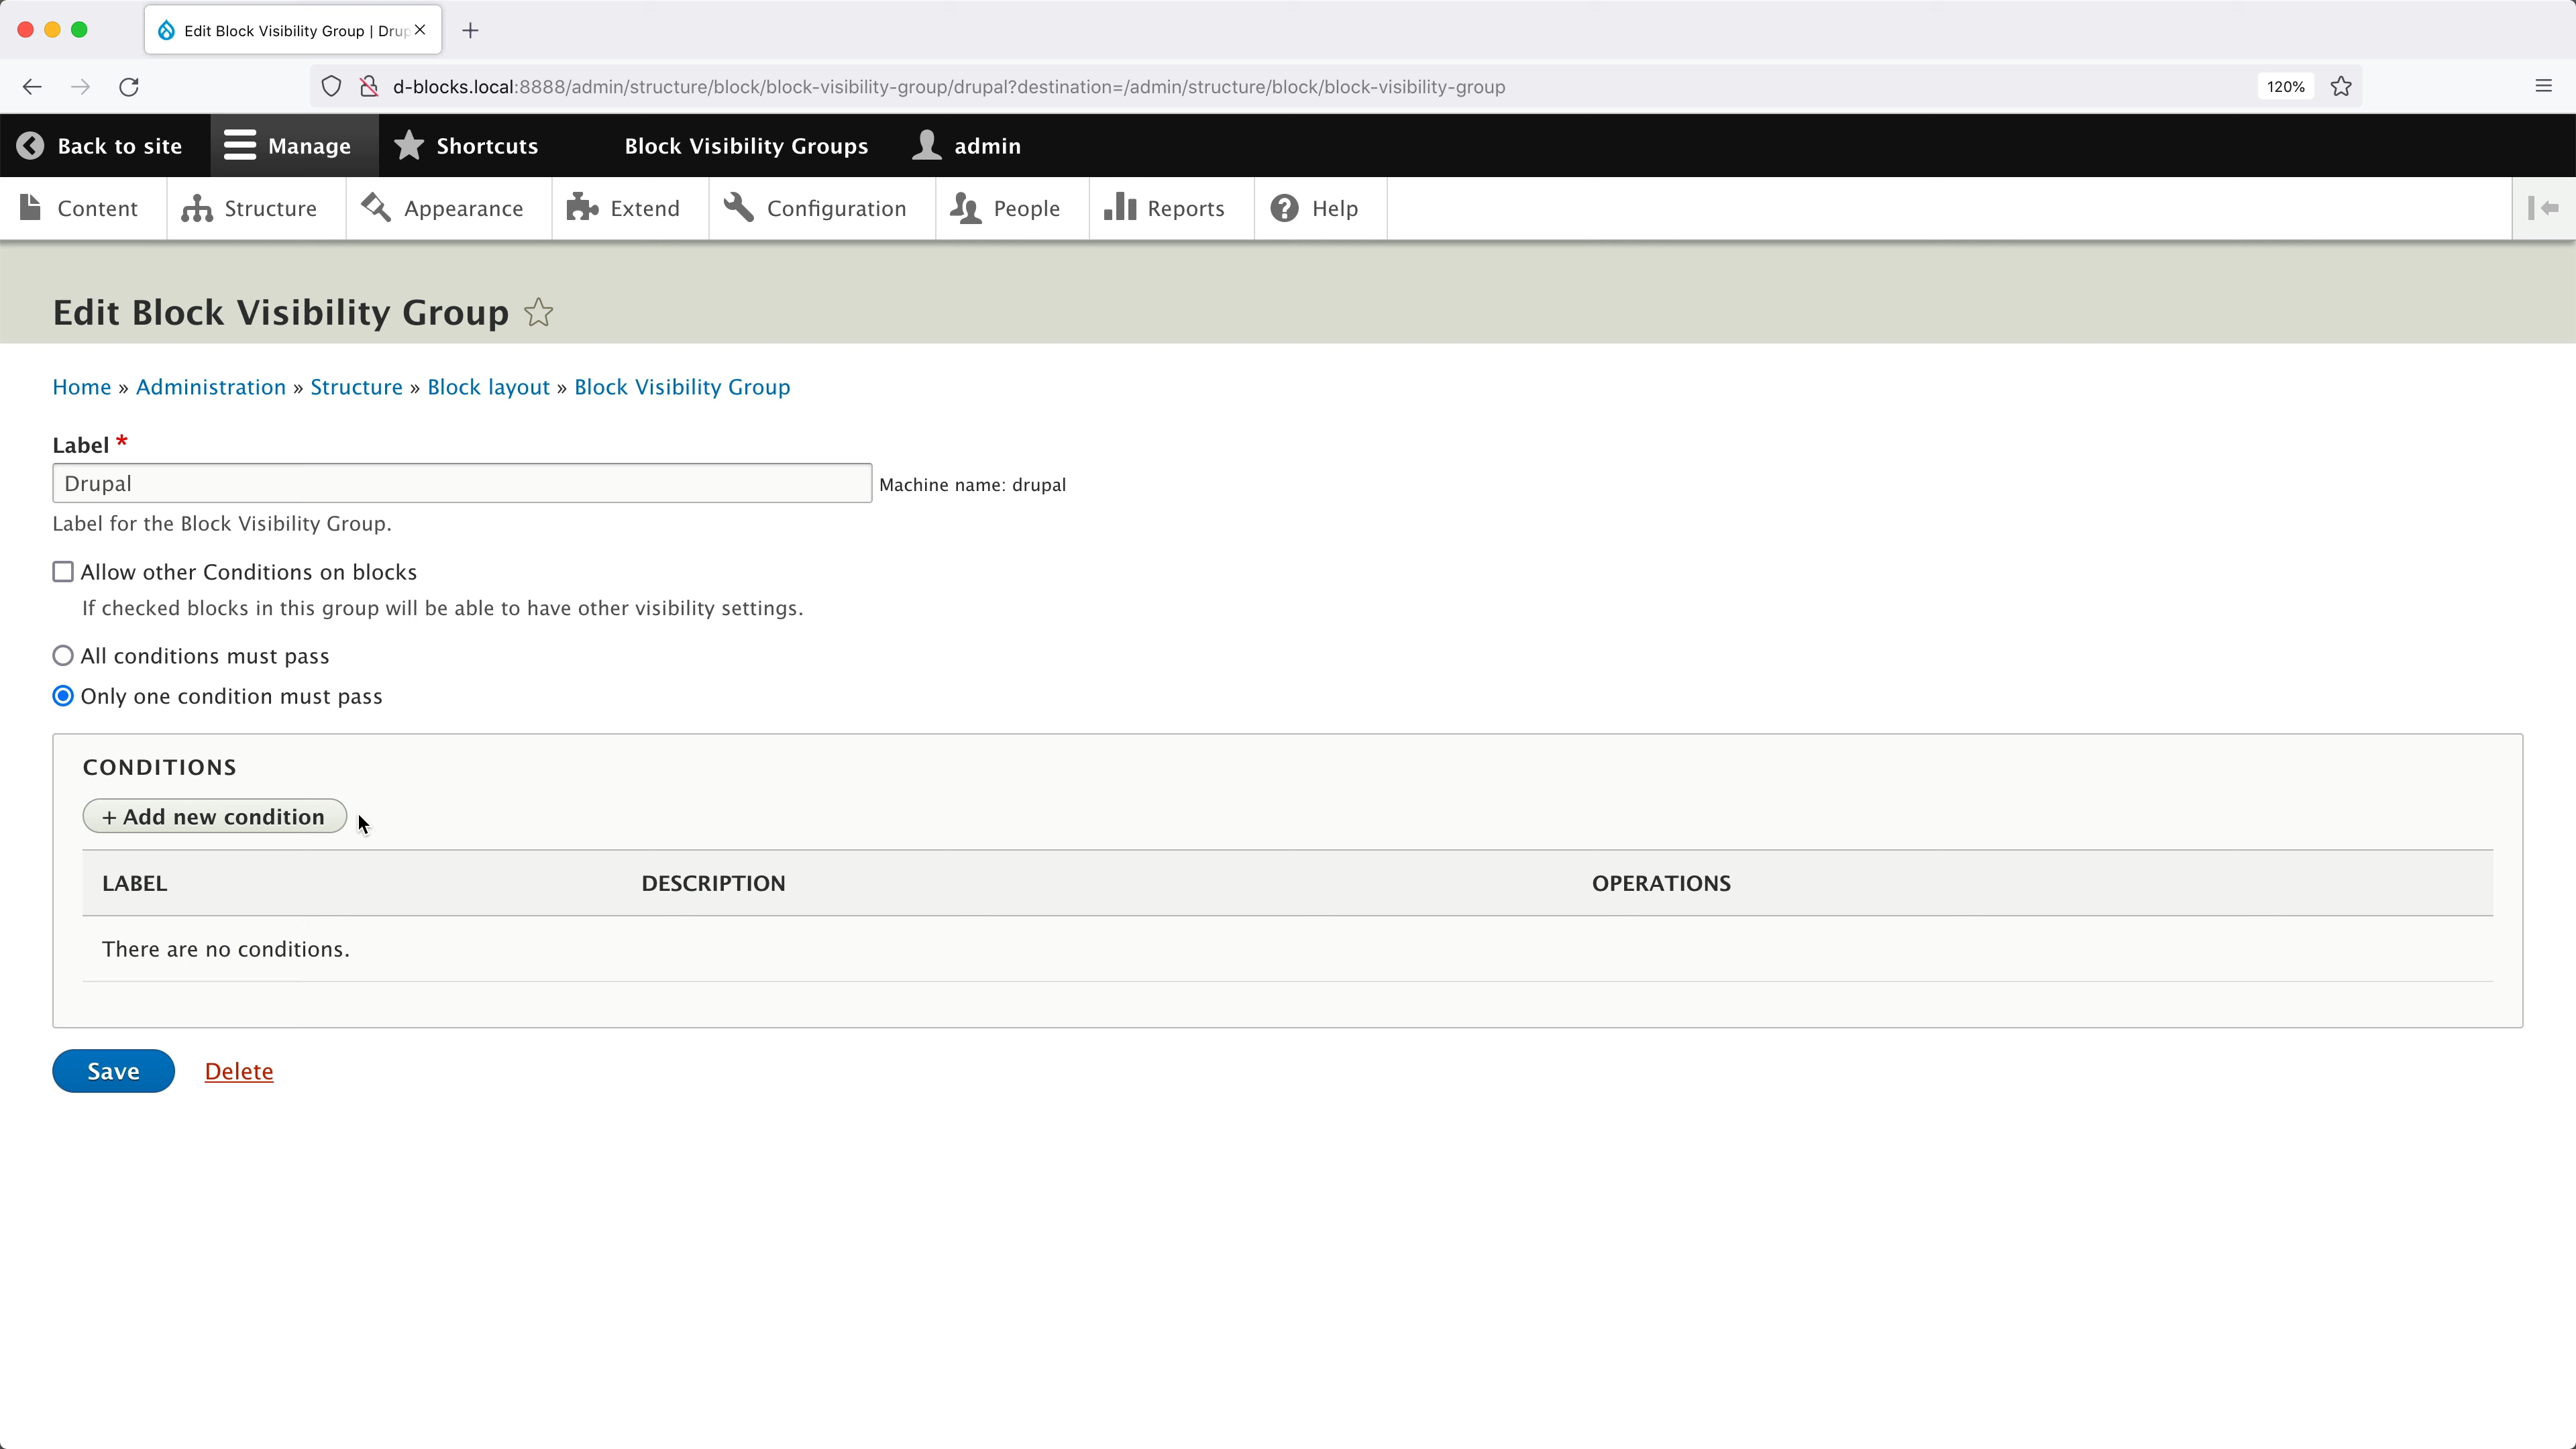 Edit Block Visibility Group | Drup
d-blocks.local:8888/admin/structure/block/block-visibility-group/drupal?destination=/admin/structure/block/block-visibility-group
120%
Back to site
Manage
Shortcuts
Block Visibility Groups
admin
Content
Structure
Appearance
Extend
Configuration
People
Reports
Help
Edit Block Visibility Group
Home » Administration » Structure » Block layout » Block Visibility Group
Label *
Drupal
Machine name: drupal
Label for the Block Visibility Group.
Allow other Conditions on blocks
If checked blocks in this group will be able to have other visibility settings.
All conditions must pass
Only one condition must pass
CONDITIONS
+ Add new condition
LABEL DESCRIPTION OPERATIONS
There are no conditions.
Save
Delete